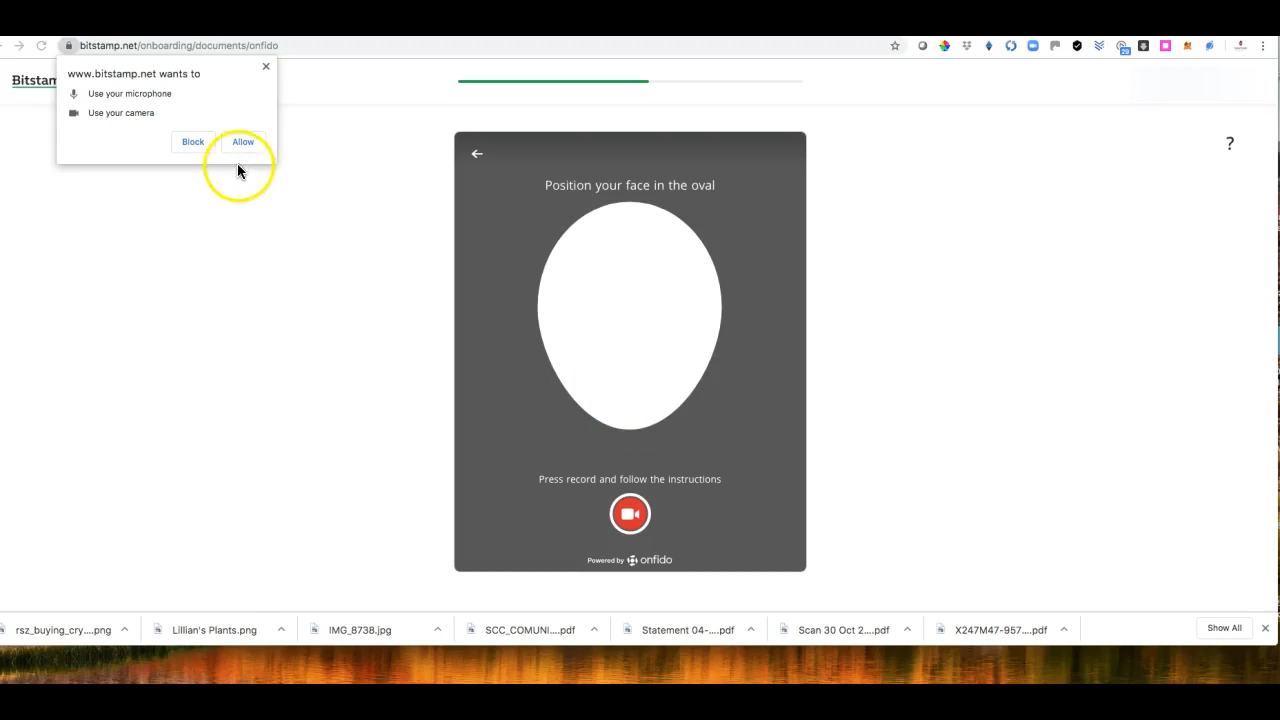 bitstamp.net/onboarding/documents/onfido
29
Bitstam
www.bitstamp.net wants to
Use your microphone
Use your camera
Block
Allow
?
Position your face in the oval
Press record and follow the instructions
Powered by onfido
rsz_buying_cry....png
Lillian's Plants.png
IMG_8738.jpg
SCC_COMUNI....pdf
Statement 04-....pdf
Scan 30 Oct 2....pdf
X247M47-957....pdf
Show All